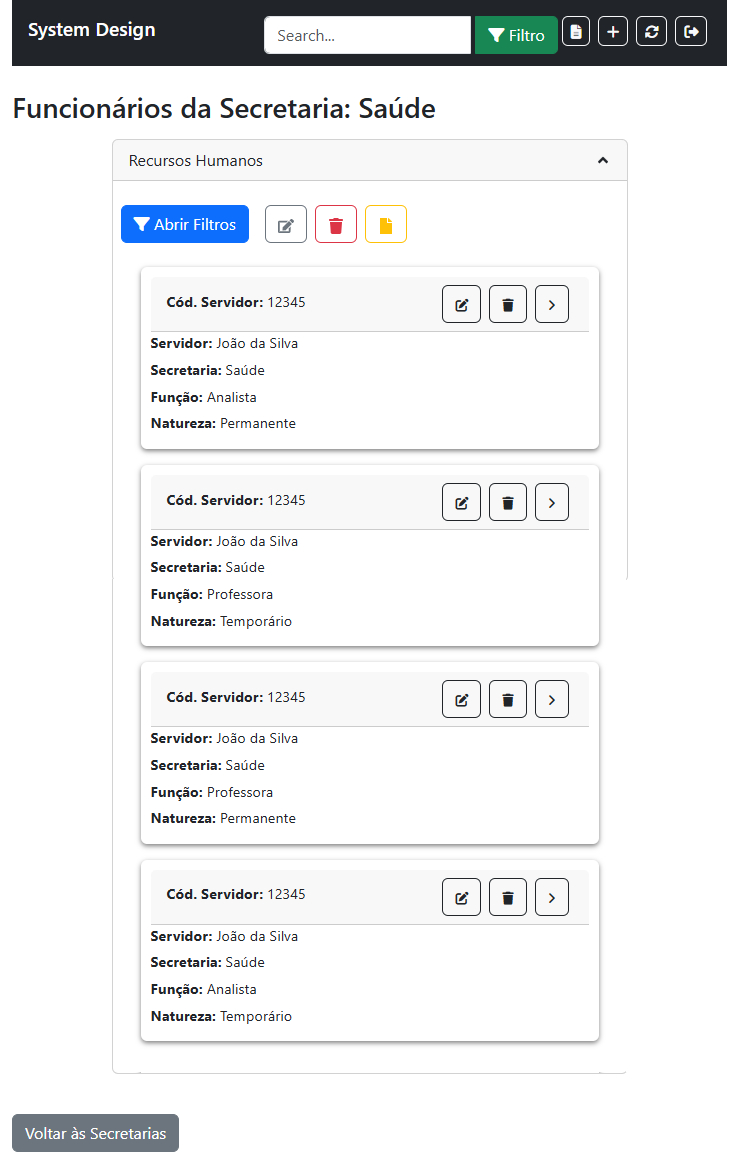 System Design
Search...
Filtro
Funcionários da Secretaria: Saúde
Recursos Humanos
Abrir Filtros
Cód. Servidor: 12345
Servidor: João da Silva
Secretaria: Saúde
Função: Analista
Natureza: Permanente
Cód. Servidor: 12345
Servidor: João da Silva
Secretaria: Saúde
Função: Professora
Natureza: Temporário
Cód. Servidor: 12345
Servidor: João da Silva
Secretaria: Saúde
Função: Professora
Natureza: Permanente
Cód. Servidor: 12345
Servidor: João da Silva
Secretaria: Saúde
Função: Analista
Natureza: Temporário
Voltar às Secretarias